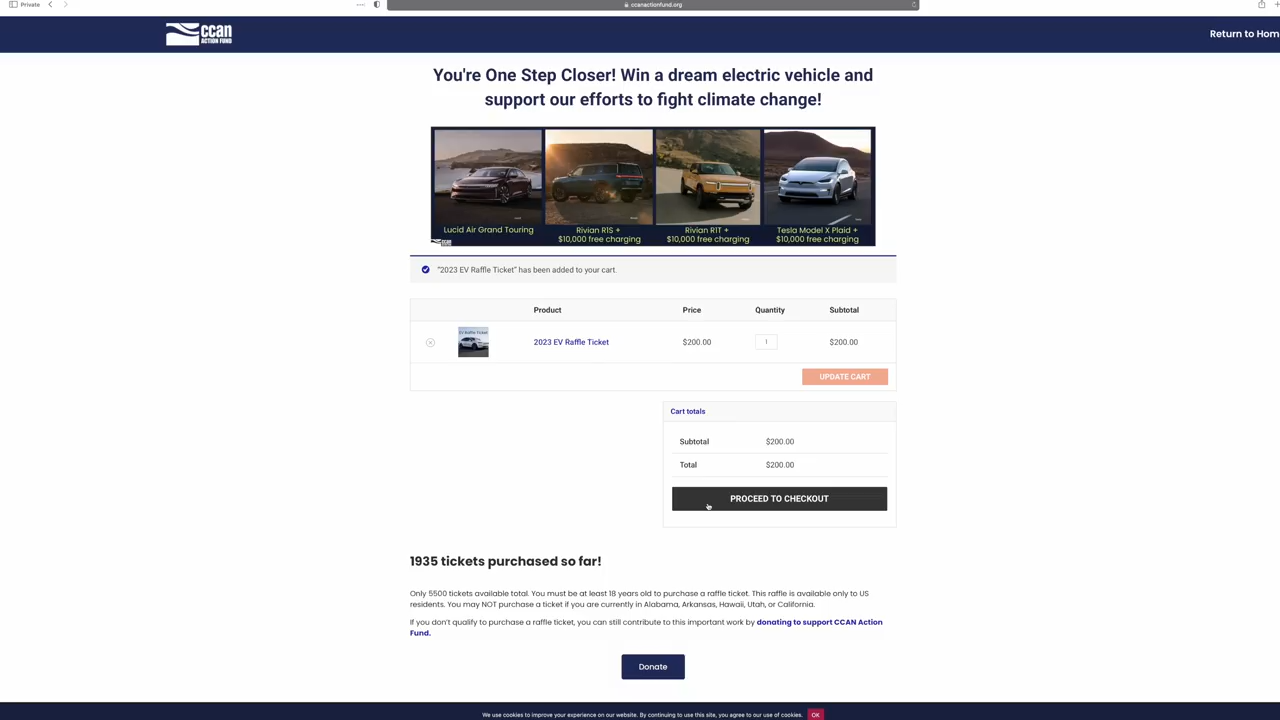 Private
ccanactionfund.org
ccan
ACTION FUND
Return to Hom
You're One Step Closer! Win a dream electric vehicle and
support our efforts to fight climate change!
Lucid Air Grand Touring
Rivian R1S +
$10,000 free charging
Rivian R1T +
$10,000 free charging
Tesla Model X Plaid +
$10,000 free charging
"2023 EV Raffle Ticket" has been added to your cart.
Product Price Quantity Subtotal
EV Raffle Ticket
2023 EV Raffle Ticket $200.00 1 $200.00
UPDATE CART
Cart totals
Subtotal $200.00
Total $200.00
PROCEED TO CHECKOUT
1935 tickets purchased so far!
Only 5500 tickets available total. You must be at least 18 years old to purchase a raffle ticket. This raffle is available only to US
residents. You may NOT purchase a ticket if you are currently in Alabama, Arkansas, Hawaii, Utah, or California.
If you don't qualify to purchase a raffle ticket, you can still contribute to this important work by donating to support CCAN Action
Fund.
Donate
We use cookies to improve your experience on our website. By continuing to use this site, you agree to our use of cookies. OK